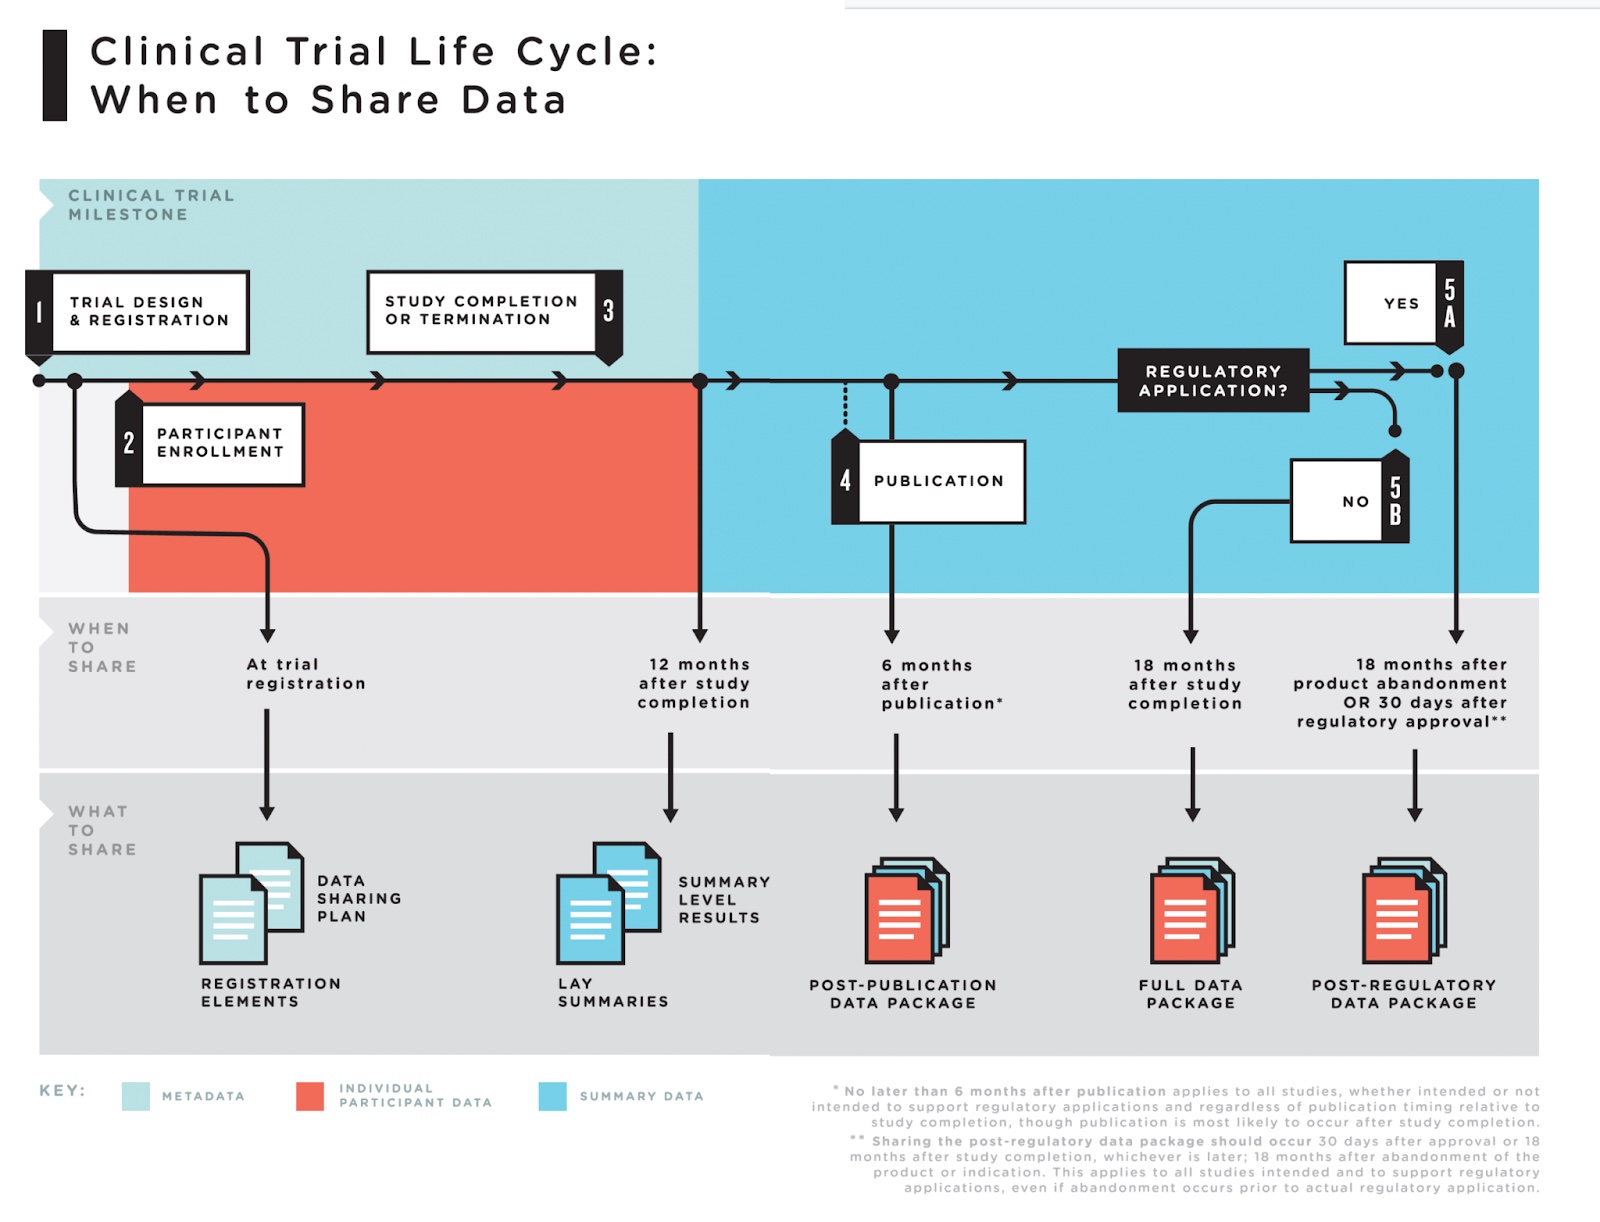 Clinical Trial Life Cycle:
When to Share Data
CLINICAL TRIAL
MILESTONE
1
TRIAL DESIGN
& REGISTRATION
2
PARTICIPANT
ENROLLMENT
STUDY COMPLETION
OR TERMINATION
3
4
PUBLICATION
REGULATORY
APPLICATION?
YES
5
A
NO
5
B
WHEN
TO
SHARE
At trial
registration
12 months
after study
completion
6 months
after
publication*
18 months
after study
completion
18 months after
product abandonment
OR 30 days after
regulatory approval**
WHAT
TO
SHARE
DATA
SHARING
PLAN
REGISTRATION
ELEMENTS
SUMMARY
LEVEL
RESULTS
LAY
SUMMARIES
POST-PUBLICATION
DATA PACKAGE
FULL DATA
PACKAGE
POST-REGULATORY
DATA PACKAGE
KEY:
METADATA
INDIVIDUAL
PARTICIPANT DATA
SUMMARY DATA
* No later than 6 months after publication applies to all studies, whether intended or not
intended to support regulatory applications and regardless of publication timing relative to
study completion, though publication is most likely to occur after study completion.
** Sharing the post-regulatory data package should occur 30 days after approval or 18
months after study completion, whichever is later; 18 months after abandonment of the
product or indication. This applies to all studies intended and to support regulatory
applications, even if abandonment occurs prior to actual regulatory application.